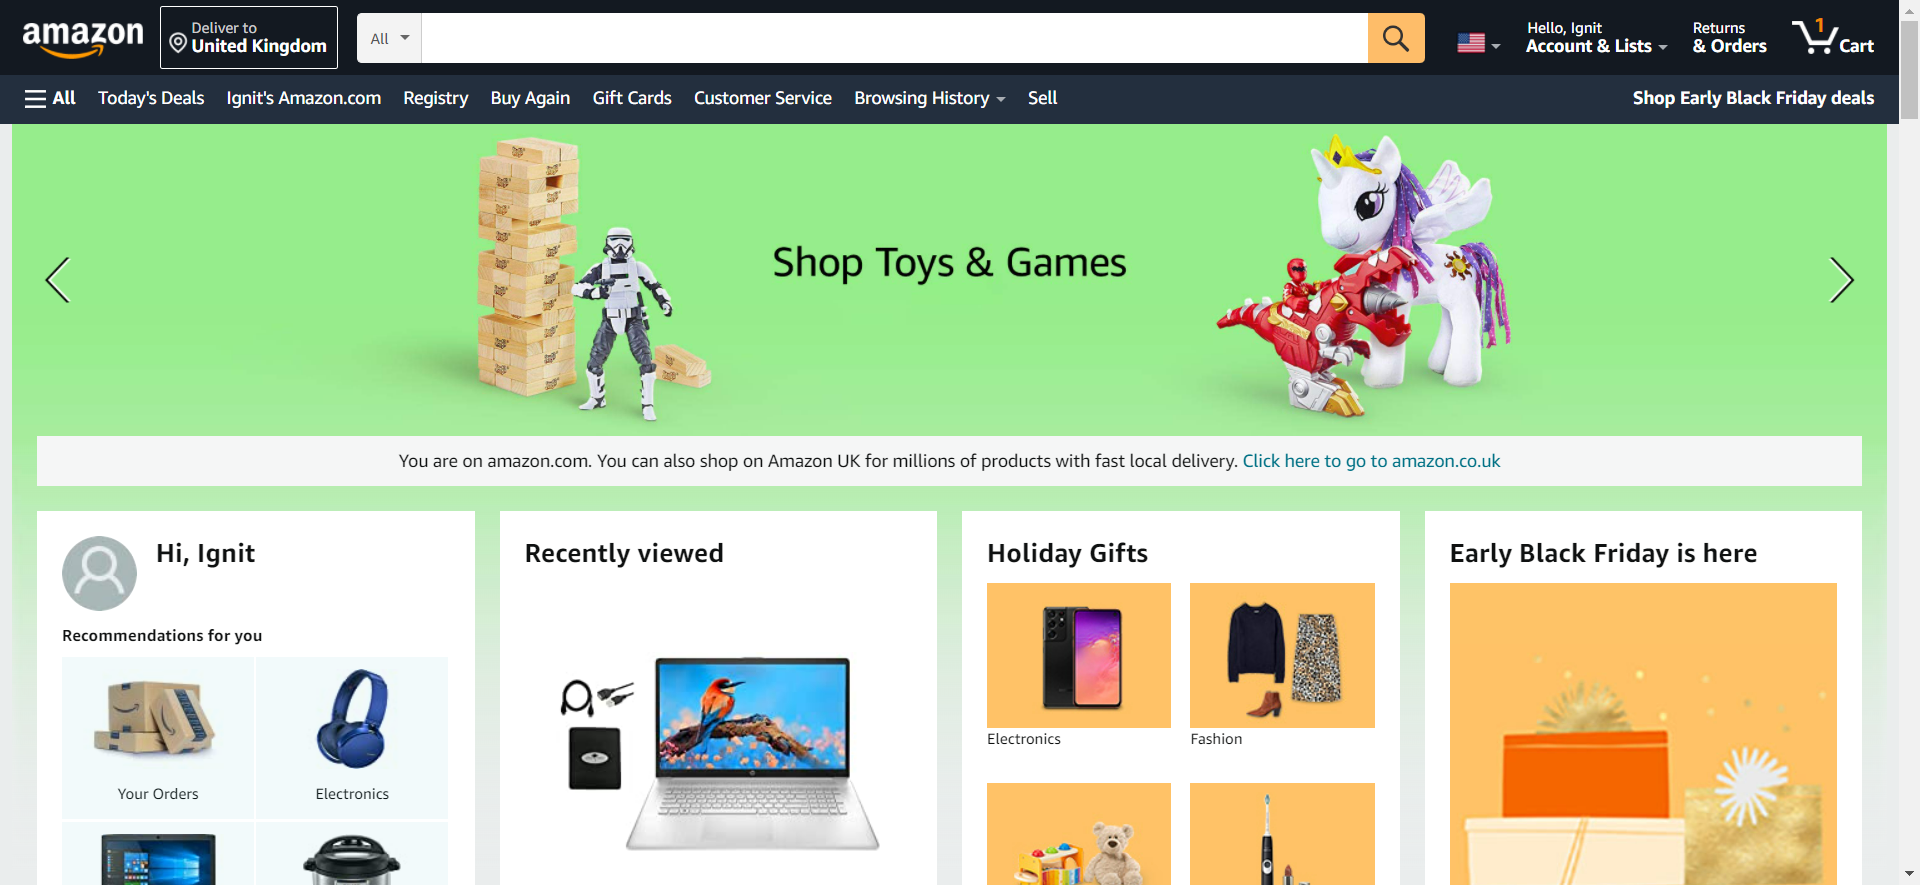 amazon
Deliver to
United Kingdom
All
Hello, Ignit
Account & Lists
Returns
& Orders
1
Cart
All
Today's Deals
Ignit's Amazon.com
Registry
Buy Again
Gift Cards
Customer Service
Browsing History
Sell
Shop Early Black Friday deals
Shop Toys & Games
You are on amazon.com. You can also shop on Amazon UK for millions of products with fast local delivery. Click here to go to amazon.co.uk
Hi, Ignit
Recommendations for you
Your Orders
Electronics
Recently viewed
Holiday Gifts
Electronics
Fashion
Early Black Friday is here